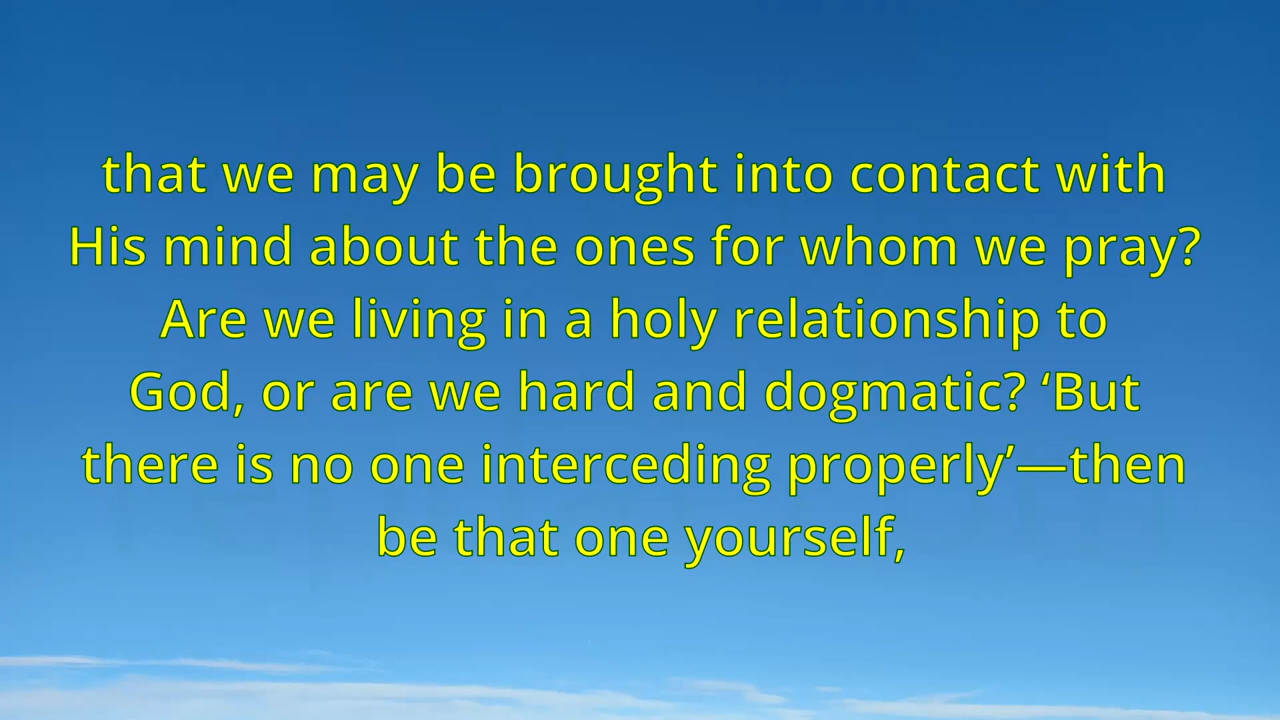 that we may be brought into contact with
His mind about the ones for whom we pray?
Are we living in a holy relationship to
God, or are we hard and dogmatic? ‘But
there is no one interceding properly’—then
be that one yourself,